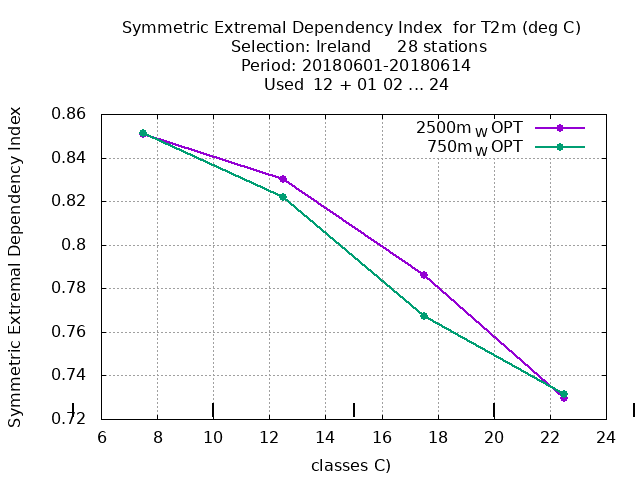 Symmetric Extremal Dependency Index  for T2m (deg C)
Selection: Ireland     28 stations
Period: 20180601-20180614
Used  12 + 01 02 ... 24
2500m W OPT
750m W OPT
Symmetric Extremal Dependency Index
0.86
0.84
0.82
0.8
0.78
0.76
0.74
0.72
6 8 10 12 14 16 18 20 22 24
classes C)